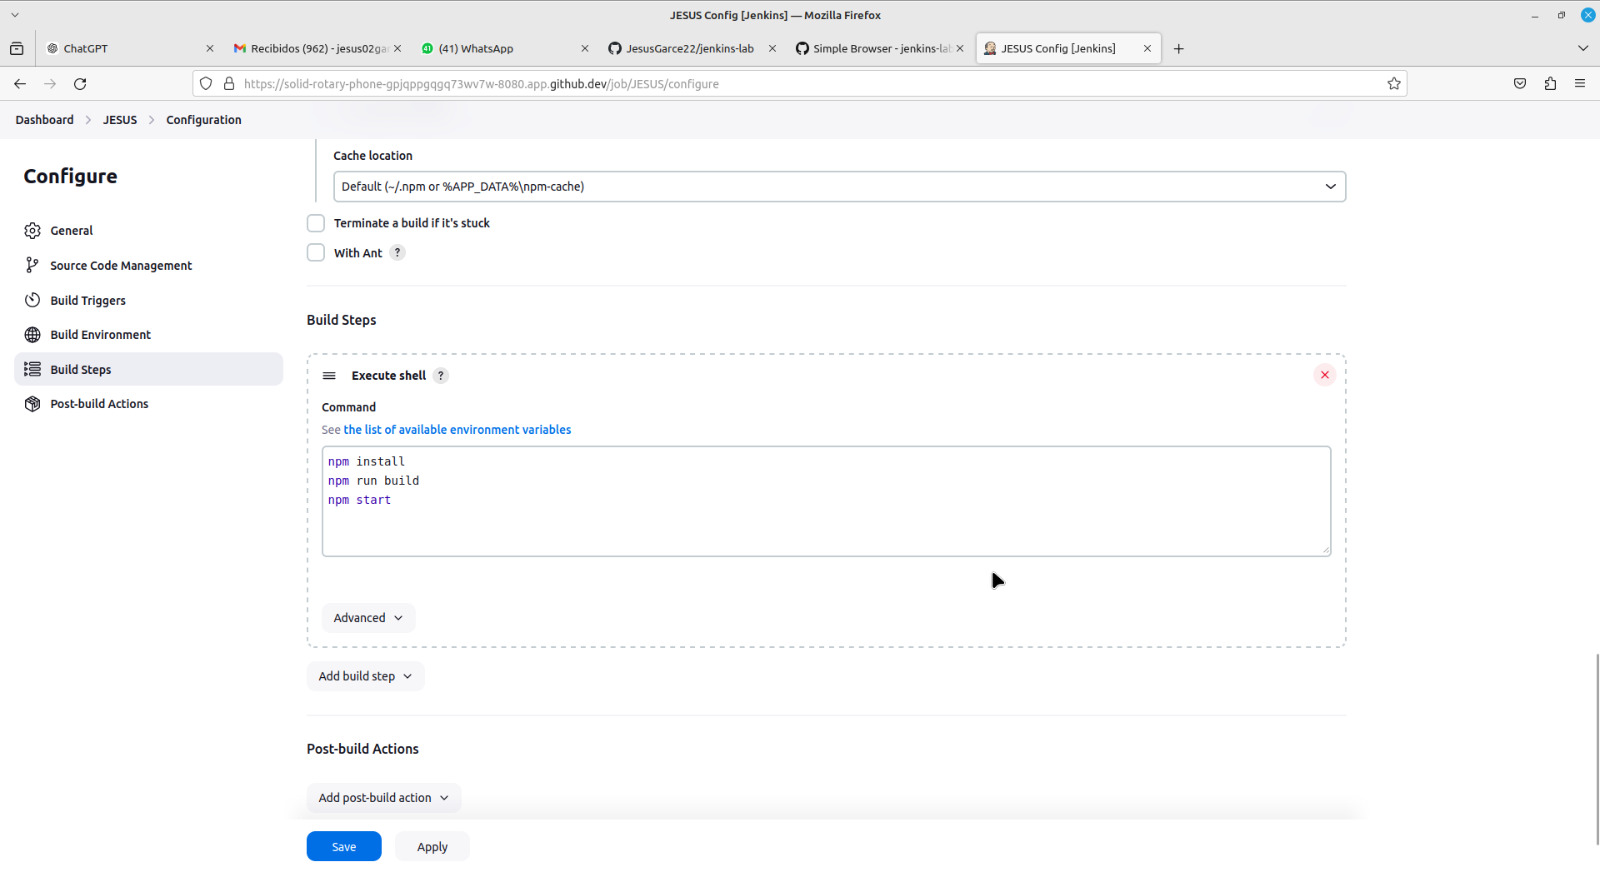 JESUS Config [Jenkins] — Mozilla Firefox
ChatGPT
Recibidos (962) - jesus02gar
(41) WhatsApp
JesusGarce22/jenkins-lab
Simple Browser - jenkins-lab
JESUS Config [Jenkins]
https://solid-rotary-phone-gpjqppgqgq73wv7w-8080.app.github.dev/job/JESUS/configure
Dashboard > JESUS > Configuration
Configure
General
Source Code Management
Build Triggers
Build Environment
Build Steps
Post-build Actions
Cache location
Default (~/.npm or %APP_DATA%\npm-cache)
Terminate a build if it's stuck
With Ant ?
Build Steps
Execute shell ?
Command
See the list of available environment variables
npm install
npm run build
npm start
Advanced
Add build step
Post-build Actions
Add post-build action
Save
Apply